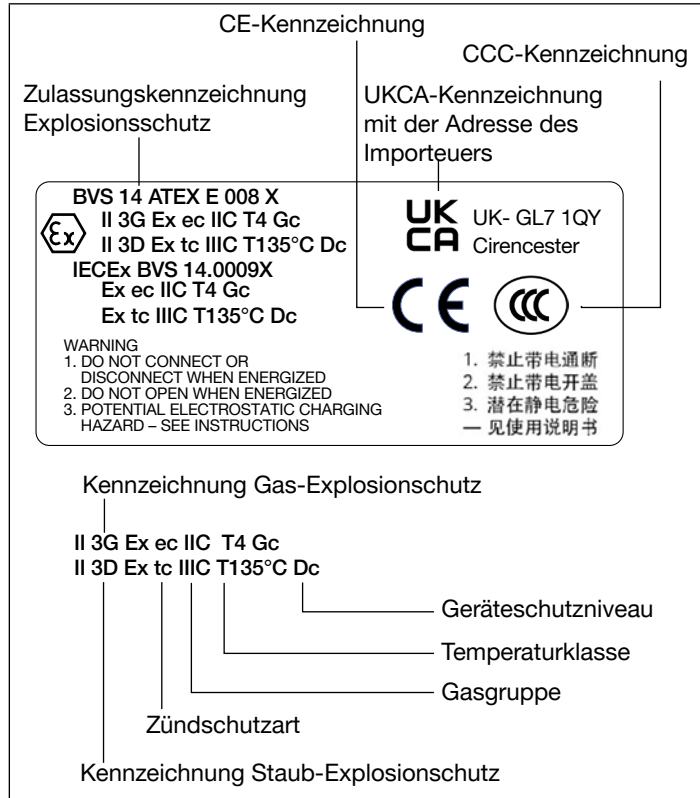 CE-Kennzeichnung
CCC-Kennzeichnung
Zulassungskennzeichnung
Explosionsschutz
UKCA-Kennzeichnung
mit der Adresse des
Importeuers
BVS 14 ATEX E 008 X
Ex
II 3G Ex ec IIC T4 Gc
II 3D Ex tc IIIC T135°C Dc
IECEx BVS 14.0009X
Ex ec IIC T4 Gc
Ex tc IIIC T135°C Dc
UK
CA
UK- GL7 1QY
Cirencester
CE
CCC
WARNING
1. DO NOT CONNECT OR
DISCONNECT WHEN ENERGIZED
2. DO NOT OPEN WHEN ENERGIZED
3. POTENTIAL ELECTROSTATIC CHARGING
HAZARD – SEE INSTRUCTIONS
1. 禁止带电通断
2. 禁止带电开盖
3. 潜在静电危险
— 见使用说明书
Kennzeichnung Gas-Explosionschutz
II 3G Ex ec IIC T4 Gc
II 3D Ex tc IIIC T135°C Dc
Geräteschutzniveau
Temperaturklasse
Gasgruppe
Zündschutzart
Kennzeichnung Staub-Explosionschutz